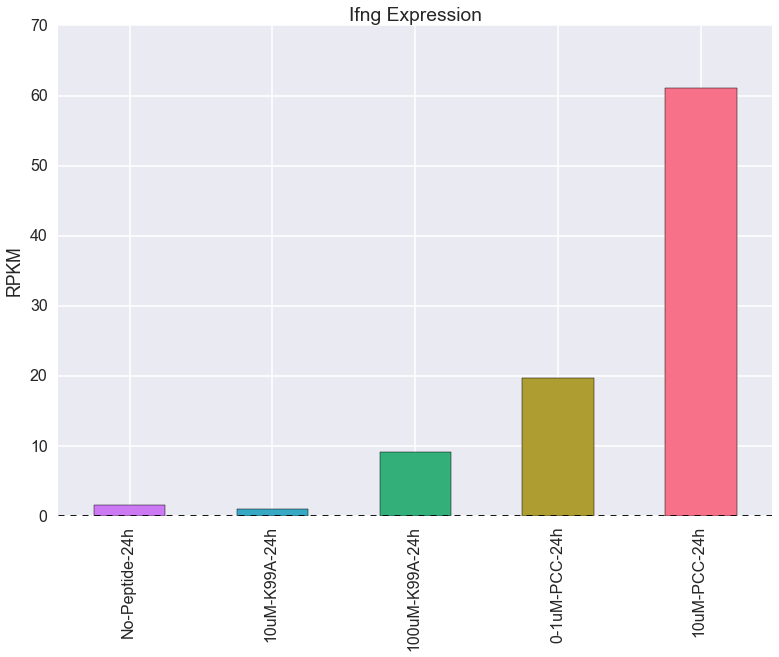 Ifng Expression
RPKM
70
60
50
40
30
20
10
0
No-Peptide-24h
10uM-K99A-24h
100uM-K99A-24h
0-1uM-PCC-24h
10uM-PCC-24h